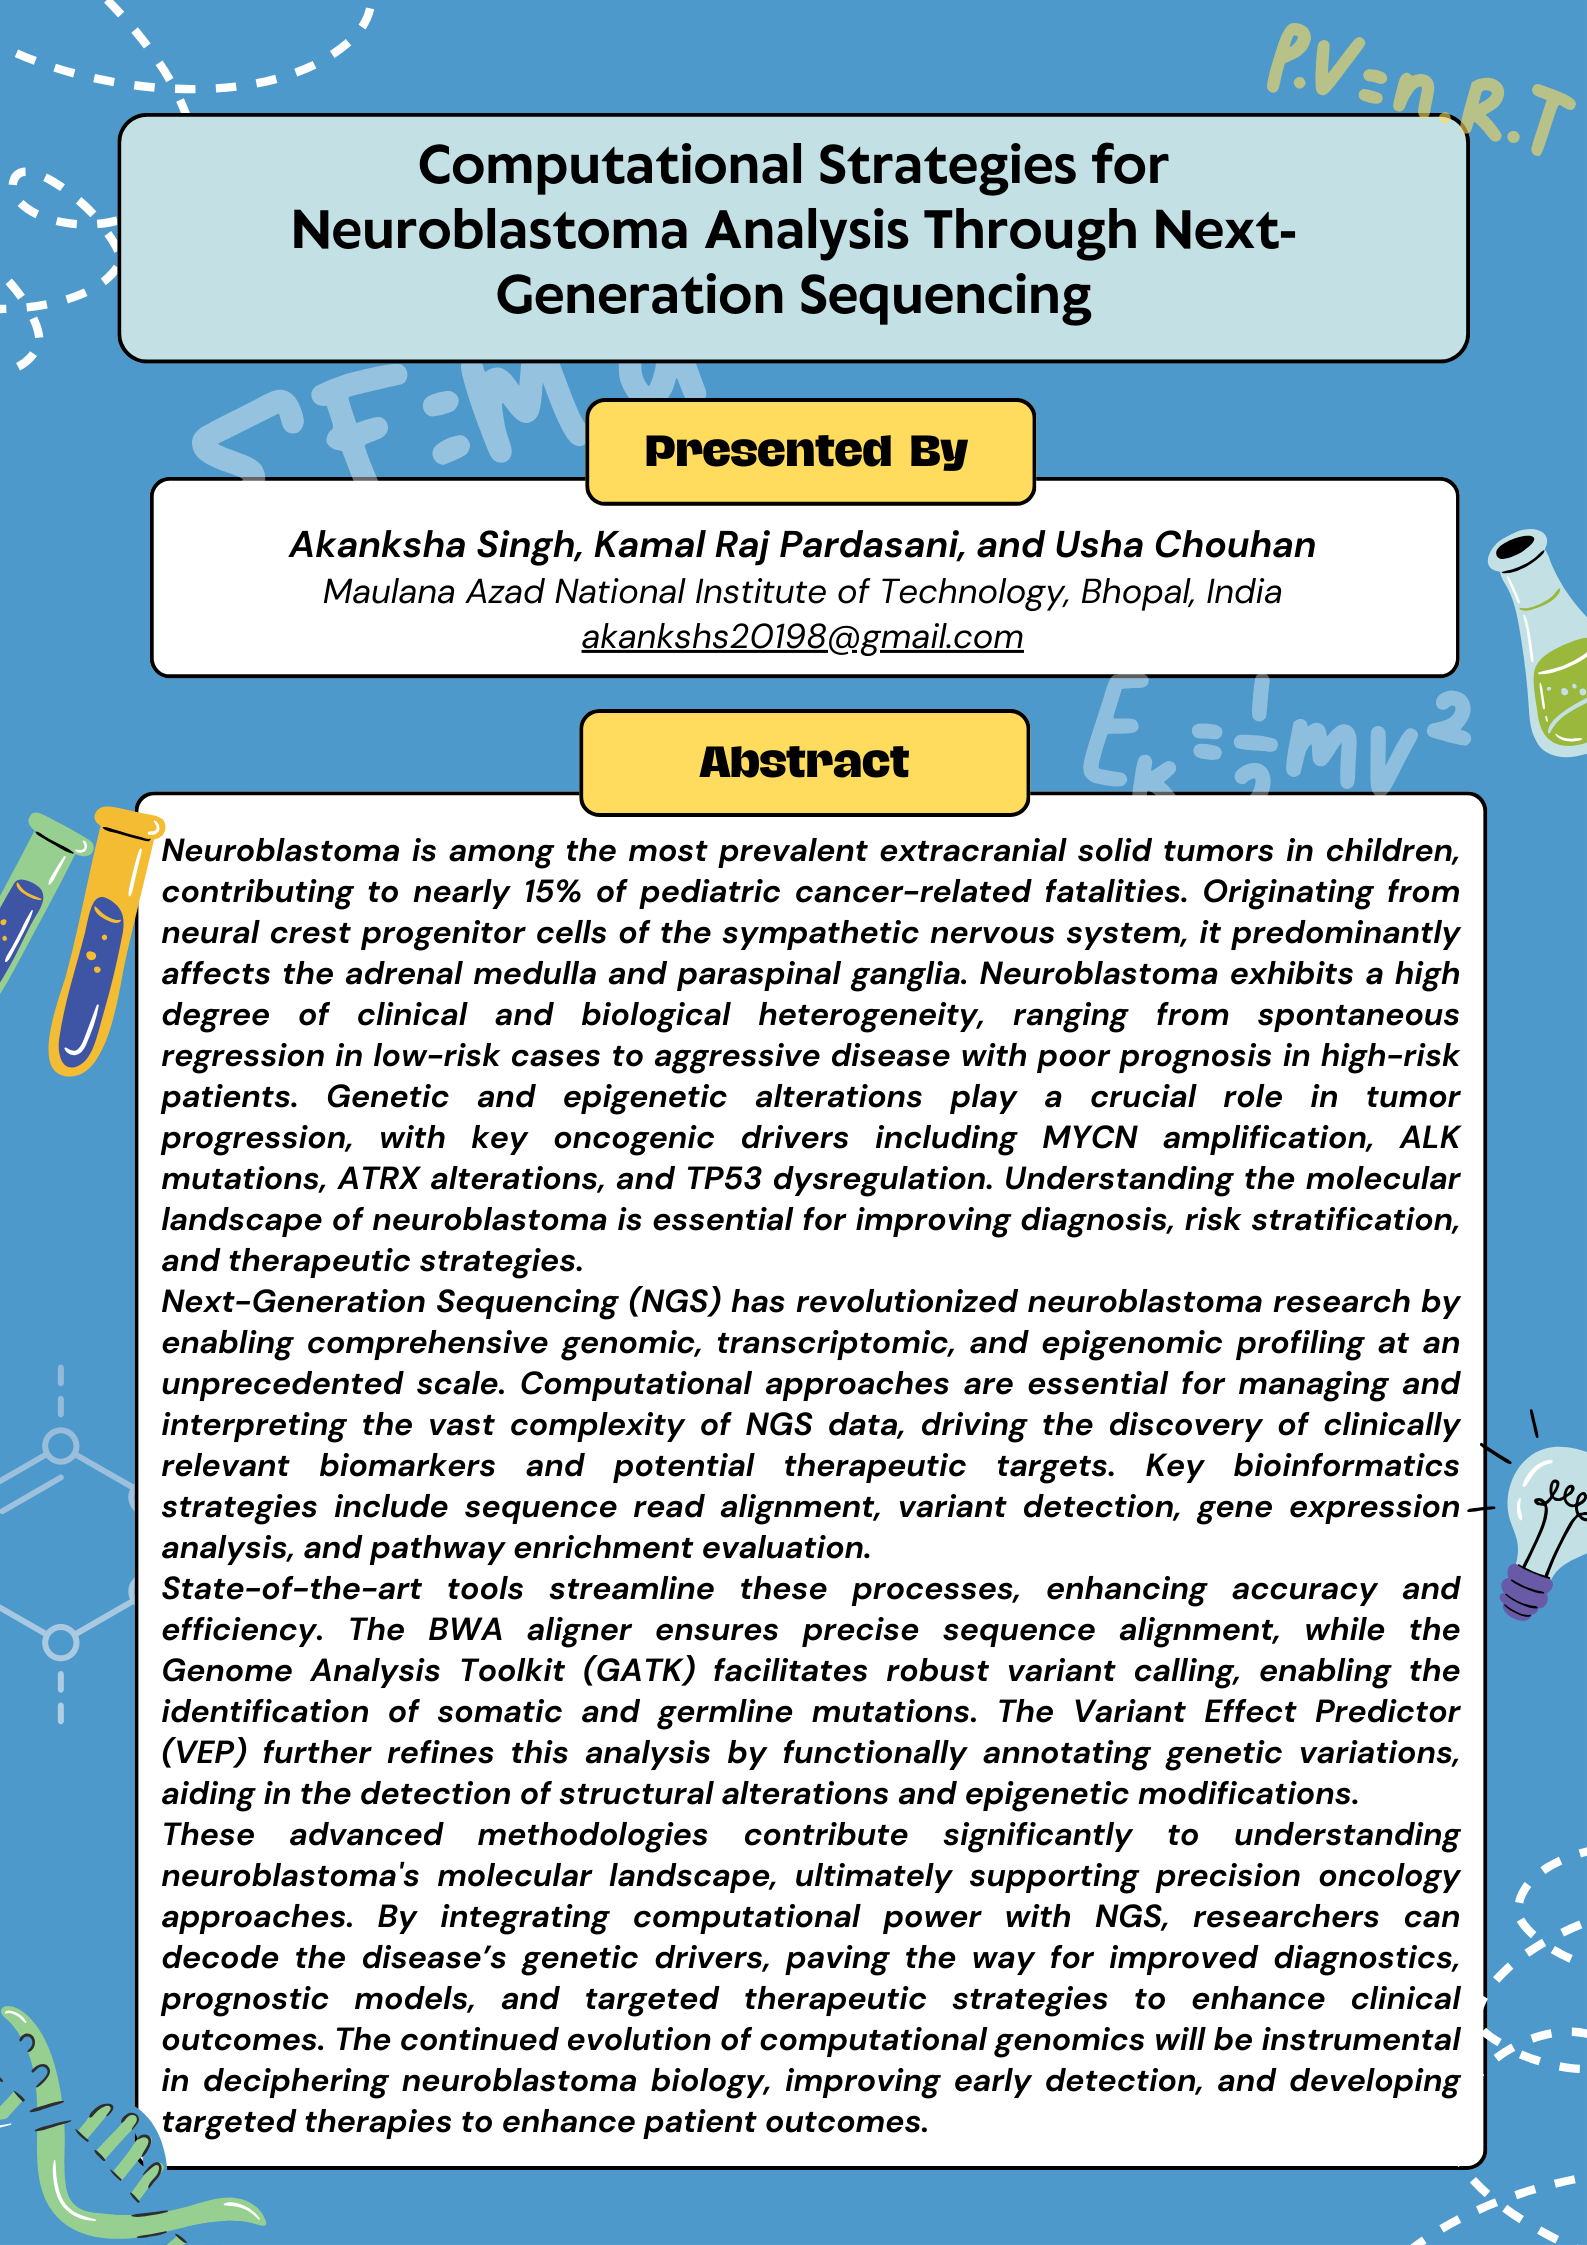 P.V=n.R.T
Computational Strategies for
Neuroblastoma Analysis Through Next-
Generation Sequencing
ΣF=Ma
Presented By
Akanksha Singh, Kamal Raj Pardasani, and Usha Chouhan
Maulana Azad National Institute of Technology, Bhopal, India
akankshs20198@gmail.com
Ek=½mv²
Abstract
Neuroblastoma is among the most prevalent extracranial solid tumors in children,
contributing to nearly 15% of pediatric cancer-related fatalities. Originating from
neural crest progenitor cells of the sympathetic nervous system, it predominantly
affects the adrenal medulla and paraspinal ganglia. Neuroblastoma exhibits a high
degree of clinical and biological heterogeneity, ranging from spontaneous
regression in low-risk cases to aggressive disease with poor prognosis in high-risk
patients. Genetic and epigenetic alterations play a crucial role in tumor
progression, with key oncogenic drivers including MYCN amplification, ALK
mutations, ATRX alterations, and TP53 dysregulation. Understanding the molecular
landscape of neuroblastoma is essential for improving diagnosis, risk stratification,
and therapeutic strategies.
Next-Generation Sequencing (NGS) has revolutionized neuroblastoma research by
enabling comprehensive genomic, transcriptomic, and epigenomic profiling at an
unprecedented scale. Computational approaches are essential for managing and
interpreting the vast complexity of NGS data, driving the discovery of clinically
relevant biomarkers and potential therapeutic targets. Key bioinformatics
strategies include sequence read alignment, variant detection, gene expression
analysis, and pathway enrichment evaluation.
State-of-the-art tools streamline these processes, enhancing accuracy and
efficiency. The BWA aligner ensures precise sequence alignment, while the
Genome Analysis Toolkit (GATK) facilitates robust variant calling, enabling the
identification of somatic and germline mutations. The Variant Effect Predictor
(VEP) further refines this analysis by functionally annotating genetic variations,
aiding in the detection of structural alterations and epigenetic modifications.
These advanced methodologies contribute significantly to understanding
neuroblastoma's molecular landscape, ultimately supporting precision oncology
approaches. By integrating computational power with NGS, researchers can
decode the disease’s genetic drivers, paving the way for improved diagnostics,
prognostic models, and targeted therapeutic strategies to enhance clinical
outcomes. The continued evolution of computational genomics will be instrumental
in deciphering neuroblastoma biology, improving early detection, and developing
targeted therapies to enhance patient outcomes.